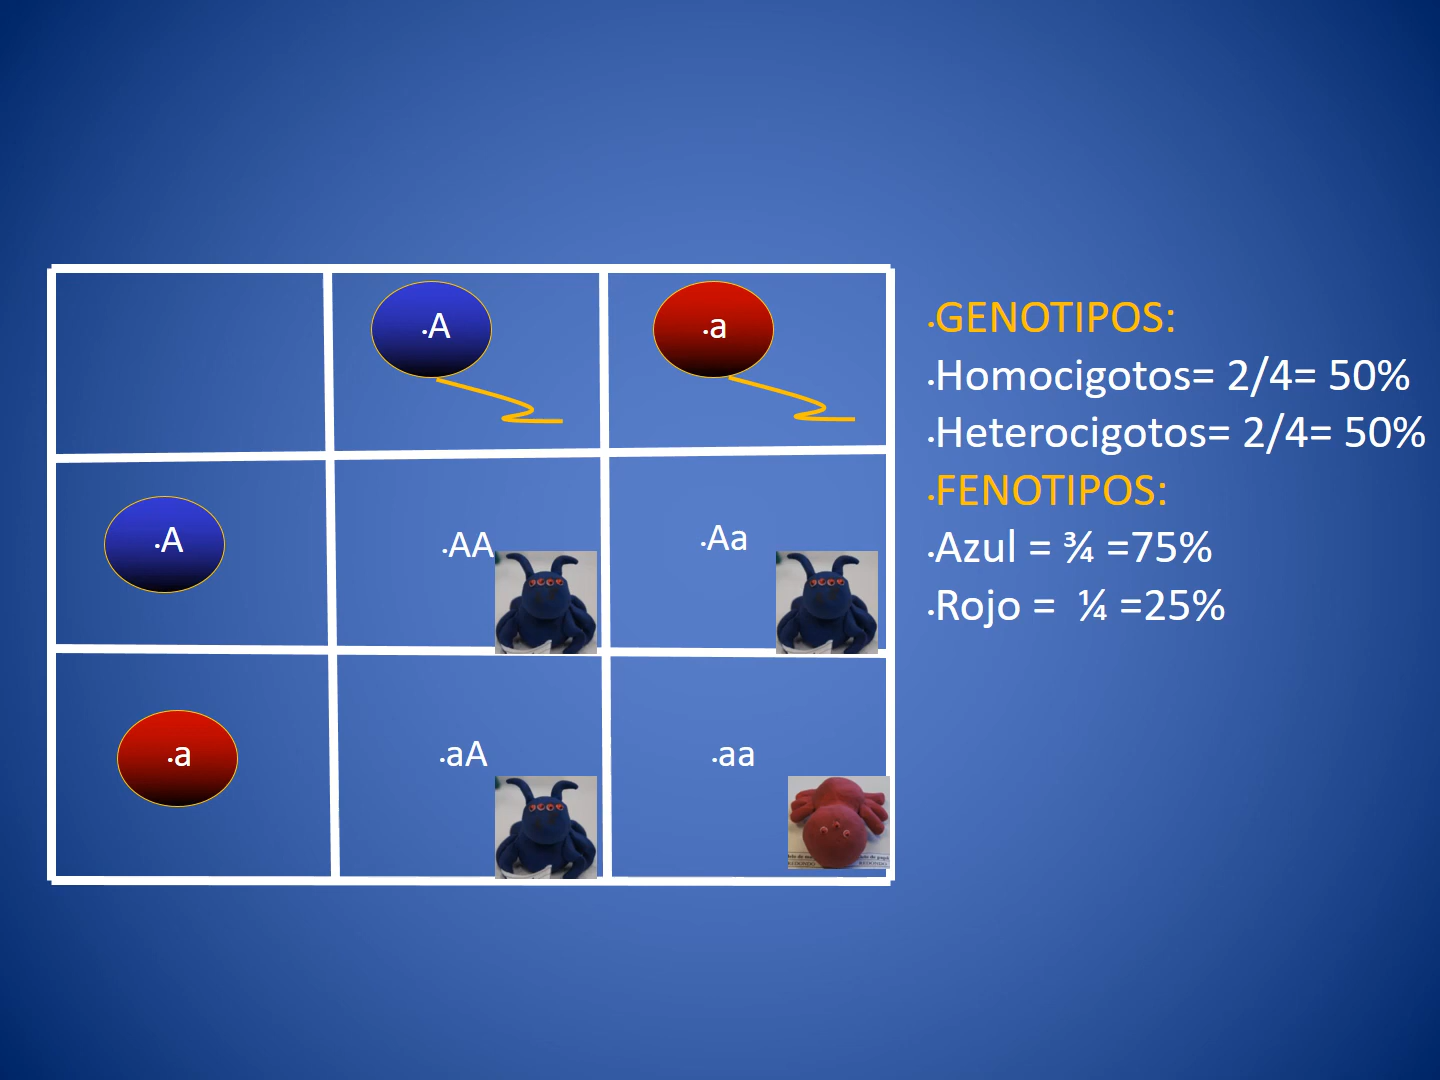 .A
.a
.A
.AA
.Aa
.a
.aA
.aa
.GENOTIPOS:
.Homocigotos= 2/4= 50%
.Heterocigotos= 2/4= 50%
.FENOTIPOS:
.Azul = ¾ =75%
.Rojo =  ¼ =25%